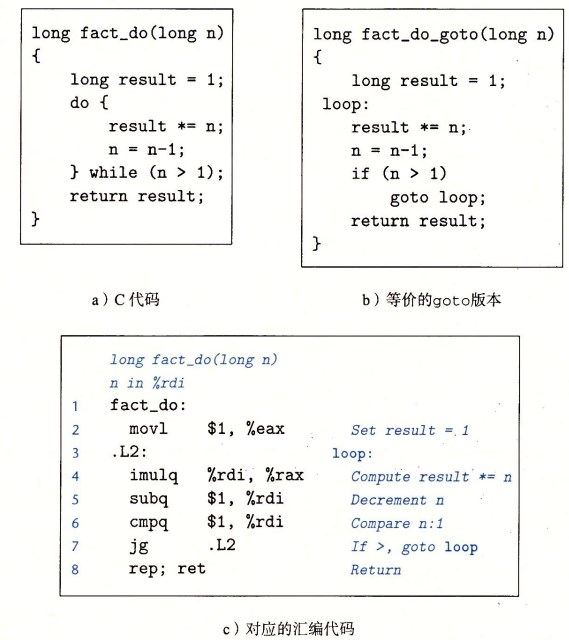 long fact_do(long n)
{
    long result = 1;
    do {
        result *= n;
        n = n-1;
    } while (n > 1);
    return result;
}
a）C 代码
long fact_do_goto(long n)
{
    long result = 1;
 loop:
    result *= n;
    n = n-1;
    if (n > 1)
        goto loop;
    return result;
}
b）等价的goto版本
long fact_do(long n)
n in %rdi
1 fact_do:
2   movl    $1, %eax    Set result = 1
3 .L2:    loop:
4   imulq   %rdi, %rax    Compute result *= n
5   subq    $1, %rdi    Decrement n
6   cmpq    $1, %rdi    Compare n:1
7   jg      .L2    If >, goto loop
8   rep; ret    Return
c）对应的汇编代码